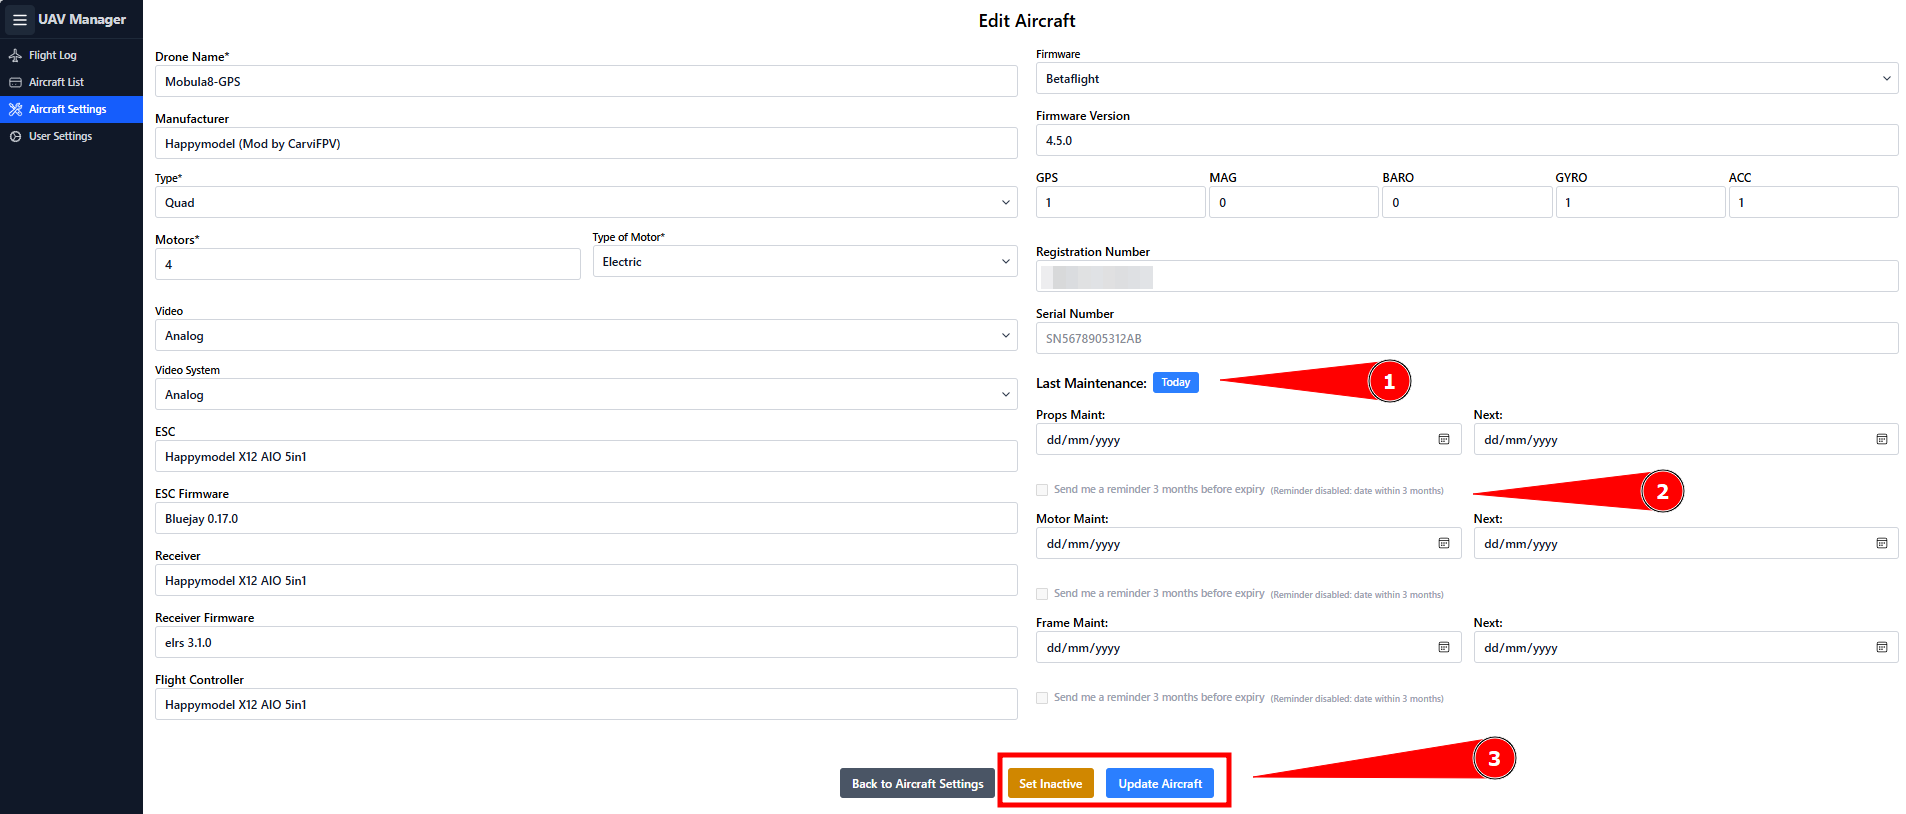 UAV Manager
Flight Log
Aircraft List
Aircraft Settings
User Settings
Edit Aircraft
Drone Name*
Mobula8-GPS
Manufacturer
Happymodel (Mod by CarviFPV)
Type*
Quad
Motors*
4
Type of Motor*
Electric
Video
Analog
Video System
Analog
ESC
Happymodel X12 AIO 5in1
ESC Firmware
Bluejay 0.17.0
Receiver
Happymodel X12 AIO 5in1
Receiver Firmware
elrs 3.1.0
Flight Controller
Happymodel X12 AIO 5in1
Firmware
Betaflight
Firmware Version
4.5.0
GPS MAG BARO GYRO ACC
1 0 0 1 1
Registration Number
Serial Number
SN5678905312AB
Last Maintenance: Today
1
Props Maint: Next:
dd/mm/yyyy dd/mm/yyyy
Send me a reminder 3 months before expiry (Reminder disabled: date within 3 months)
2
Motor Maint: Next:
dd/mm/yyyy dd/mm/yyyy
Send me a reminder 3 months before expiry (Reminder disabled: date within 3 months)
Frame Maint: Next:
dd/mm/yyyy dd/mm/yyyy
Send me a reminder 3 months before expiry (Reminder disabled: date within 3 months)
3
Back to Aircraft Settings Set Inactive Update Aircraft